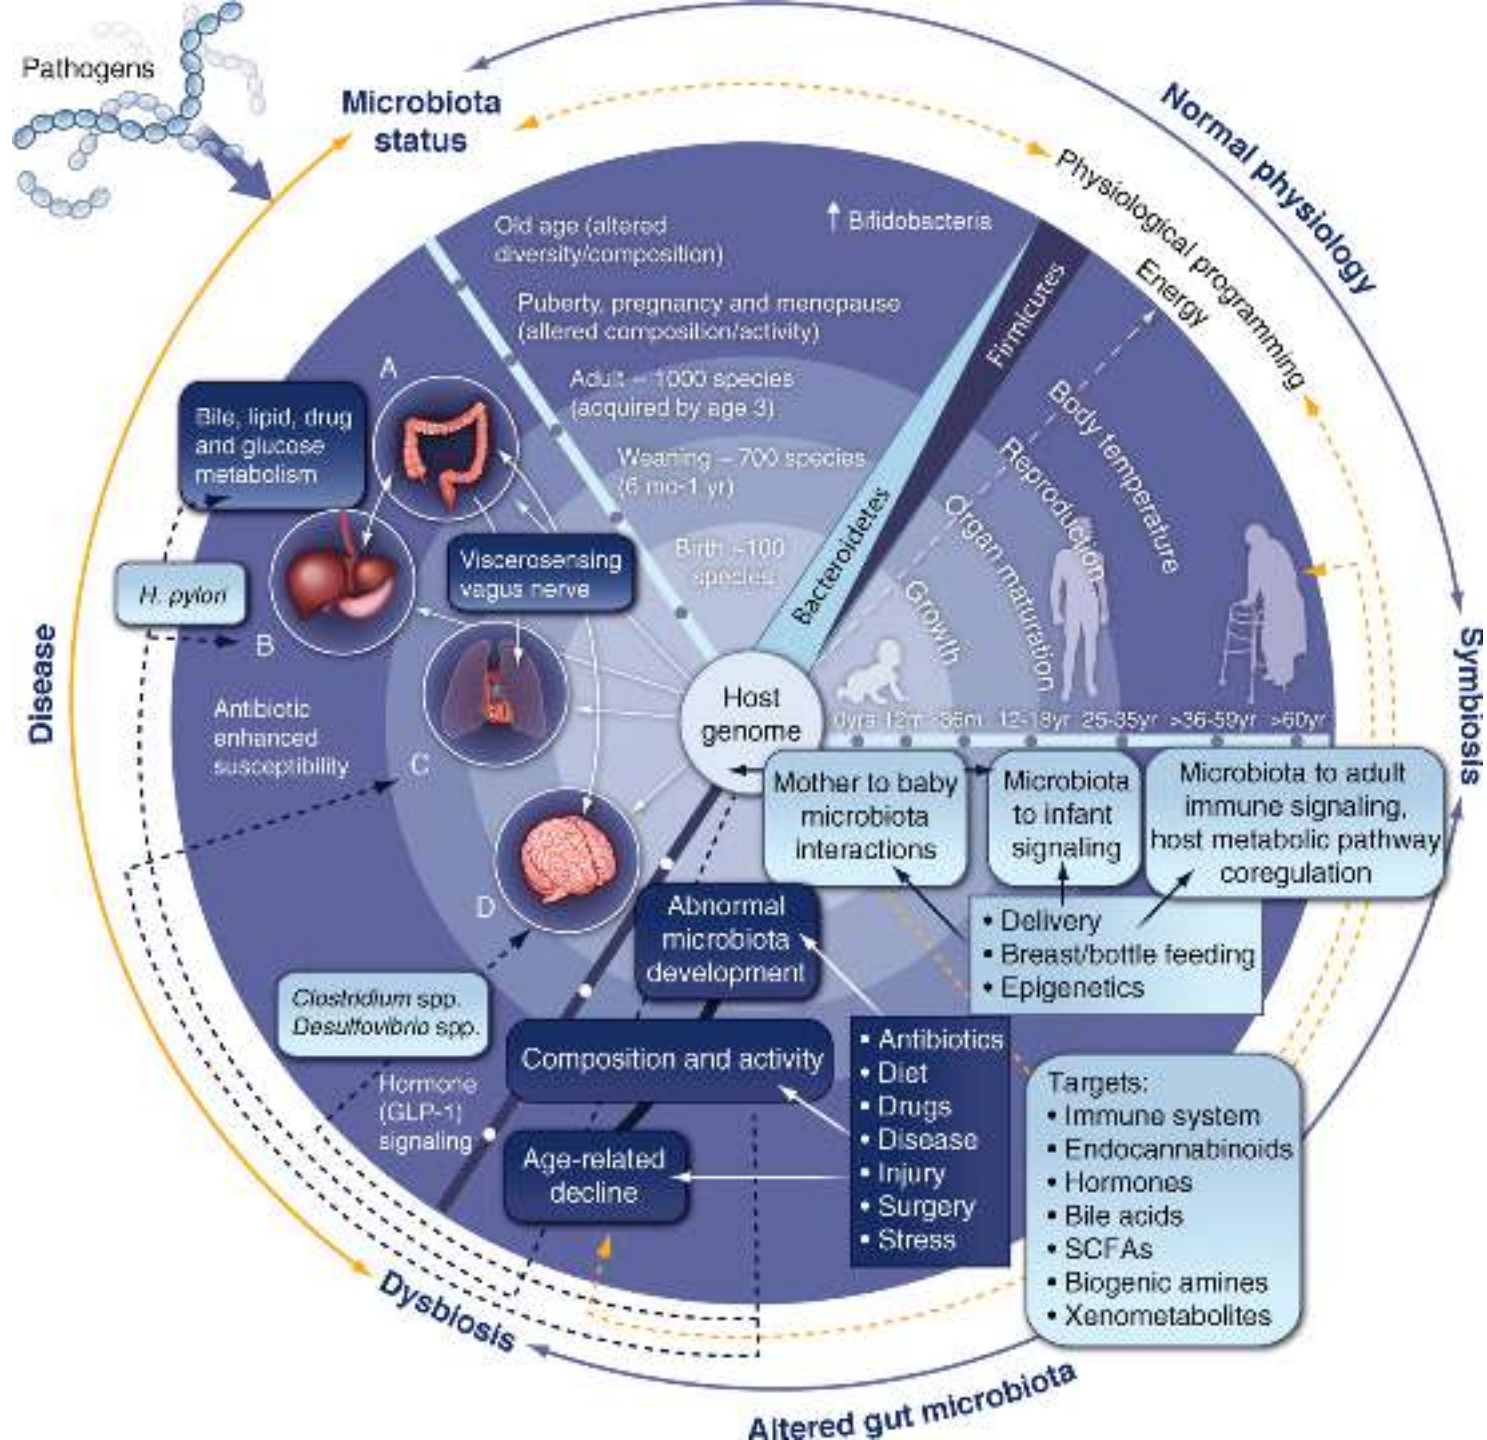 Pathogens
Microbiota
status
Normal physiology
Physiological programming
Energy
Old age (altered
diversity/composition)
↑ Bifidobacteria
Puberty, pregnancy and menopause
(altered composition/activity)
Adult ~ 1000 species
(acquired by age 3)
Weaning ~ 700 species
(6 mo-1 yr)
Birth ~100
species
Bacteroidetes
Firmicutes
Body temperature
Reproduction
Organ maturation
Growth
A
Bile, lipid, drug
and glucose
metabolism
Viscerosensing
vagus nerve
H. pylori
B
Disease
Symbiosis
Antibiotic
enhanced
susceptibility
C
Host
genome
0yrs 12m -36m 12-18yr 25-35yr >36-59yr >60yr
Mother to baby
microbiota
interactions
Microbiota
to infant
signaling
Microbiota to adult
immune signaling,
host metabolic pathway
coregulation
D
Abnormal
microbiota
development
• Delivery
• Breast/bottle feeding
• Epigenetics
Clostridium spp.
Desulfovibrio spp.
Composition and activity
Hormone
(GLP-1)
signaling
Age-related
decline
• Antibiotics
• Diet
• Drugs
• Disease
• Injury
• Surgery
• Stress
Targets:
• Immune system
• Endocannabinoids
• Hormones
• Bile acids
• SCFAs
• Biogenic amines
• Xenometabolites
Dysbiosis
Altered gut microbiota